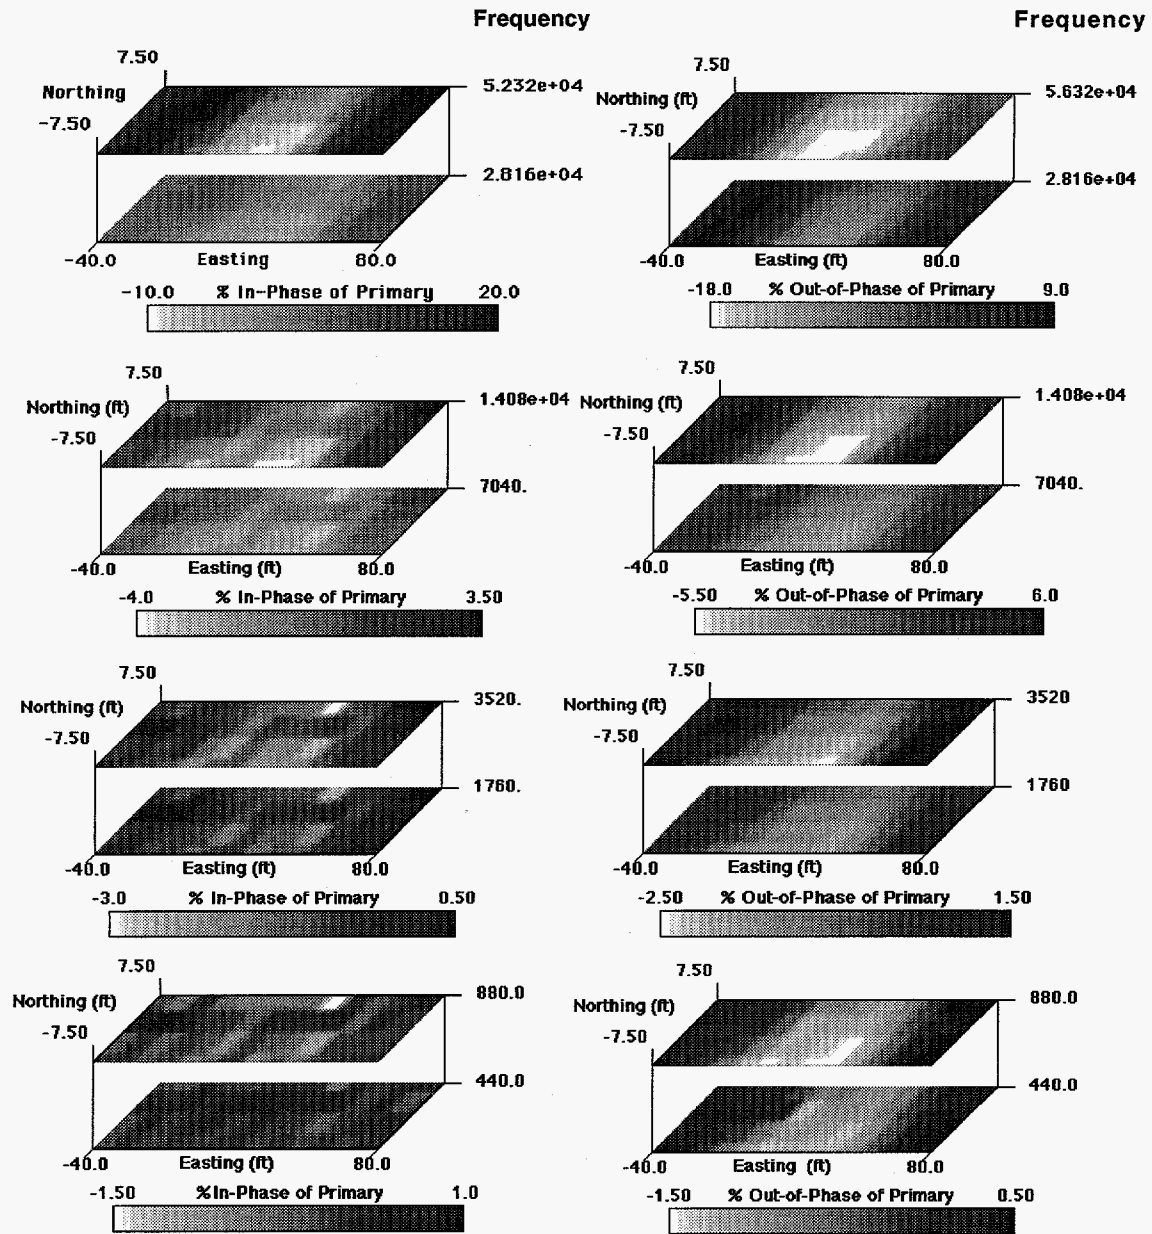 Frequency
7.50
Northing
5.232e+04
-7.50
2.816e+04
-40.0
Easting
80.0
-10.0
% In-Phase of Primary
20.0
Frequency
7.50
Northing (ft)
5.632e+04
-7.50
2.816e+04
-40.0
Easting (ft)
80.0
-18.0
% Out-of-Phase of Primary
9.0
7.50
Northing (ft)
1.408e+04
-7.50
7040.
-40.0
Easting (ft)
80.0
-4.0
% In-Phase of Primary
3.50
7.50
Northing (ft)
1.408e+04
-7.50
7040.
-40.0
Easting (ft)
80.0
-5.50
% Out-of-Phase of Primary
6.0
7.50
Northing (ft)
3520.
-7.50
1760.
-40.0
Easting (ft)
80.0
-3.0
% In-Phase of Primary
0.50
7.50
Northing (ft)
3520
-7.50
1760
-40.0
Easting (ft)
80.0
-2.50
% Out-of-Phase of Primary
1.50
7.50
Northing (ft)
880.0
-7.50
440.0
-40.0
Easting (ft)
80.0
-1.50
%In-Phase of Primary
1.0
7.50
Northing (ft)
880.0
-7.50
440.0
-40.0
Easting (ft)
80.0
-1.50
% Out-of-Phase of Primary
0.50